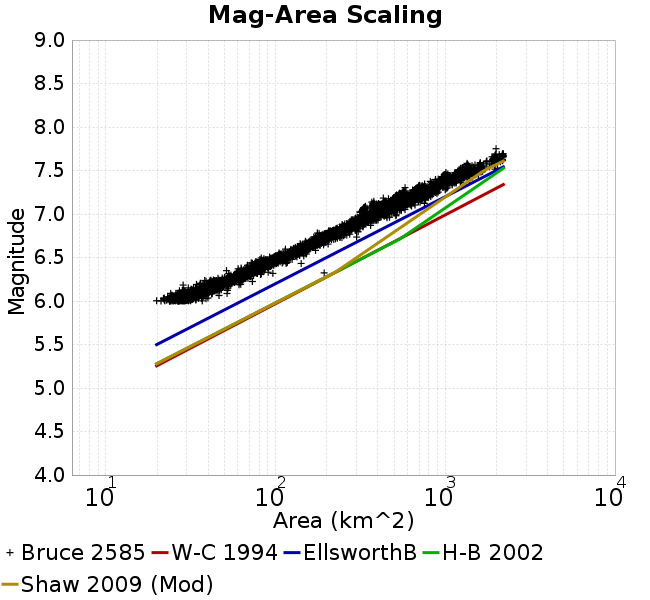 Mag-Area Scaling
9.0
8.5
8.0
7.5
7.0
6.5
6.0
5.5
5.0
4.5
4.0
Magnitude
10^1 10^2 10^3 10^4
Area (km^2)
+ Bruce 2585 W-C 1994 EllsworthB H-B 2002
Shaw 2009 (Mod)